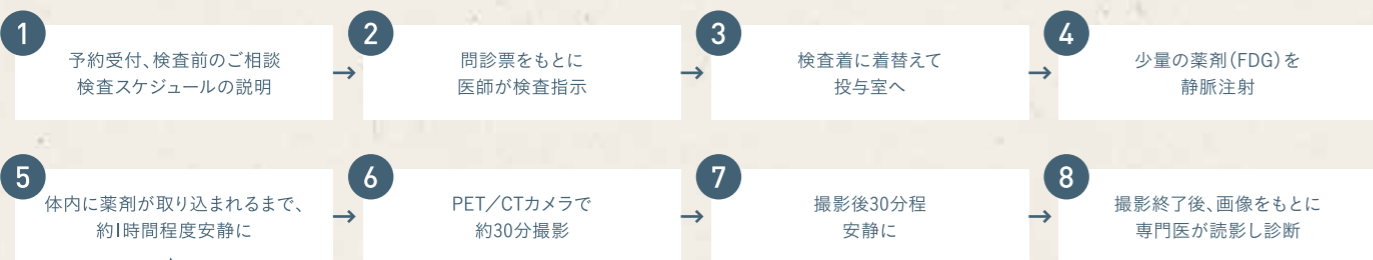 1
予約受付、検査前のご相談
検査スケジュールの説明
→
2
問診票をもとに
医師が検査指示
→
3
検査着に着替えて
投与室へ
→
4
少量の薬剤(FDG)を
静脈注射
5
体内に薬剤が取り込まれるまで、
約1時間程度安静に
→
6
PET/CTカメラで
約30分撮影
→
7
撮影後30分程
安静に
→
8
撮影終了後、画像をもとに
専門医が読影し診断